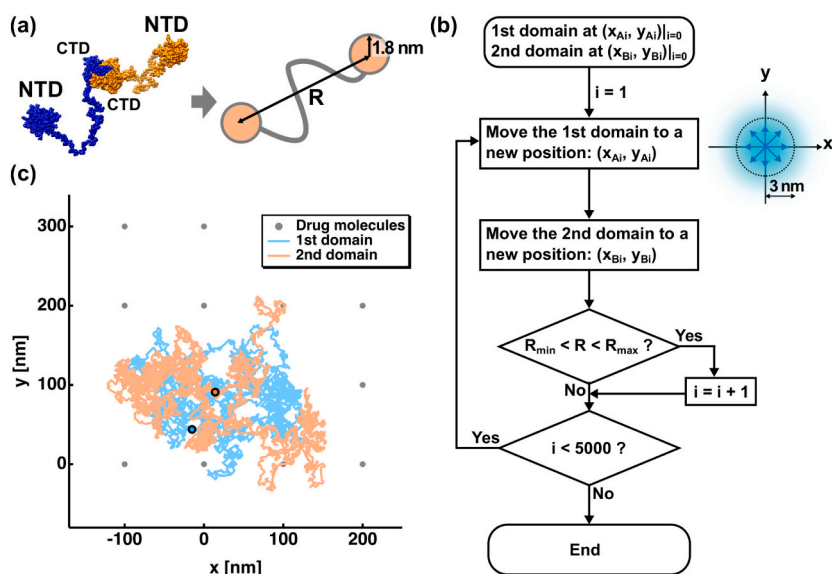 (a)
NTD
CTD
NTD
CTD
R
1.8 nm
(b)
1st domain at (xAi, yAi)|i=0
2nd domain at (xBi, yBi)|i=0
i = 1
Move the 1st domain to a
new position: (xAi, yAi)
y
x
3 nm
Move the 2nd domain to a
new position: (xBi, yBi)
Rmin < R < Rmax ?
Yes
No
i = i + 1
Yes
i < 5000 ?
No
End
(c)
Drug molecules
1st domain
2nd domain
y [nm]
300
200
100
0
-100
0
100
200
x [nm]